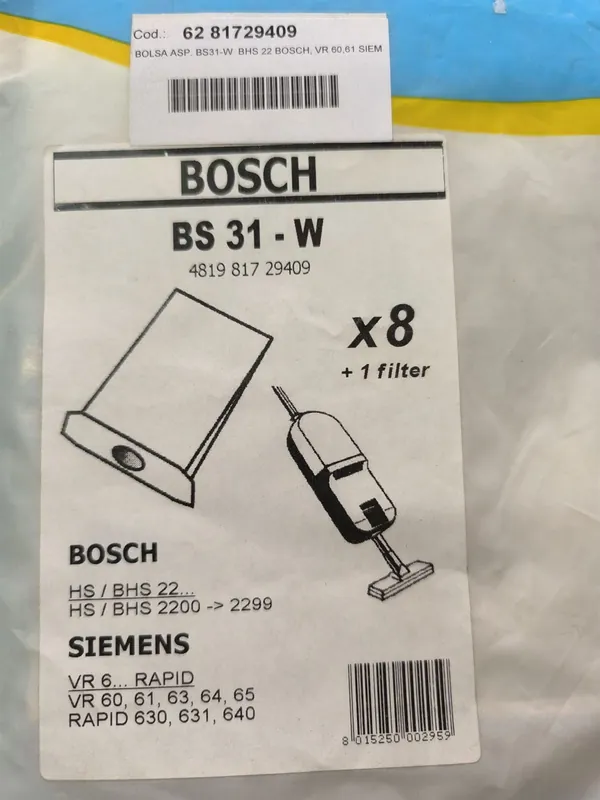 Cod.: 62 81729409
BOLSA ASP. BS31-W BHS 22 BOSCH, VR 60,61 SIEM
BOSCH
BS 31 - W
4819 817 29409
x8
+ 1 filter
BOSCH
HS / BHS 22...
HS / BHS 2200 -> 2299
SIEMENS
VR 6... RAPID
VR 60, 61, 63, 64, 65
RAPID 630, 631, 640
8 015250 002959